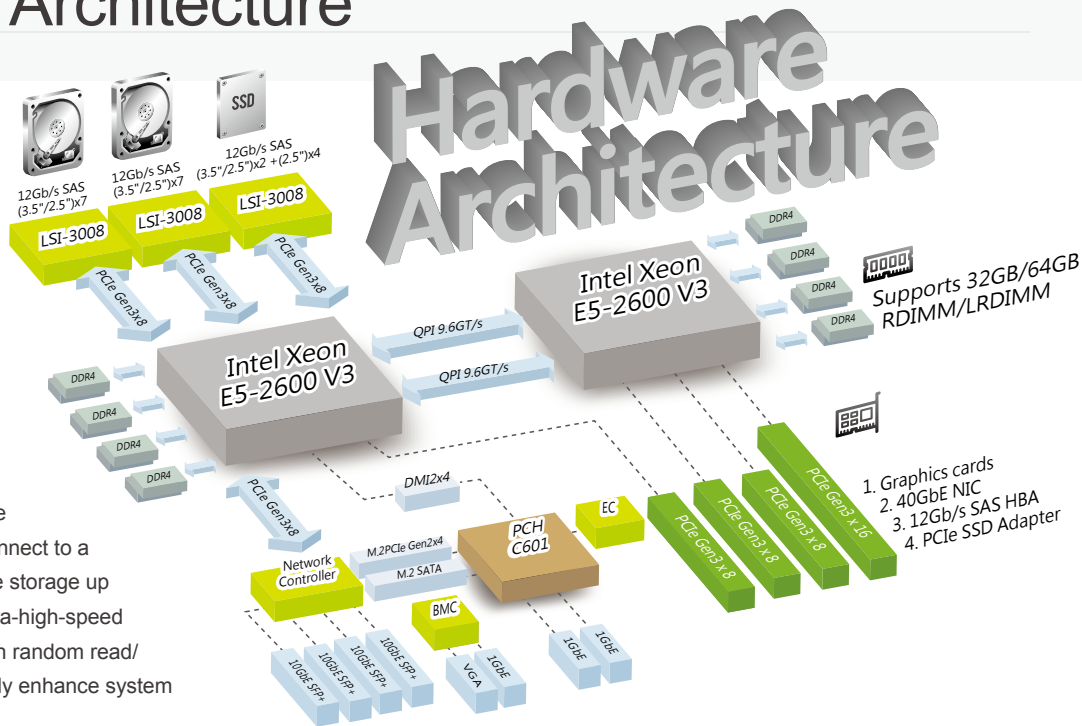 Architecture
Hardware
Architecture
SSD
12Gb/s SAS
(3.5"/2.5")x7
12Gb/s SAS
(3.5"/2.5")x7
12Gb/s SAS
(3.5"/2.5")x2 +(2.5")x4
LSI-3008
LSI-3008
LSI-3008
PCIe Gen3x8
PCIe Gen3x8
PCIe Gen3x8
Intel Xeon
E5-2600 V3
Intel Xeon
E5-2600 V3
QPI 9.6GT/s
QPI 9.6GT/s
DDR4
DDR4
DDR4
DDR4
Supports 32GB/64GB
RDIMM/LRDIMM
DDR4
DDR4
DDR4
DDR4
PCIe Gen3x8
DMI2x4
PCH
C601
EC
Network
Controller
M.2PCIe Gen2x4
M.2 SATA
BMC
10GbE SFP+
10GbE SFP+
10GbE SFP+
10GbE SFP+
VGA
1GbE
1GbE
1GbE
PCIe Gen3 x 8
PCIe Gen3 x 8
PCIe Gen3 x 8
PCIe Gen3 x 16
1. Graphics cards
2. 40GbE NIC
3. 12Gb/s SAS HBA
4. PCIe SSD Adapter
e
nnect to a
e storage up
a-high-speed
n random read/
ly enhance system